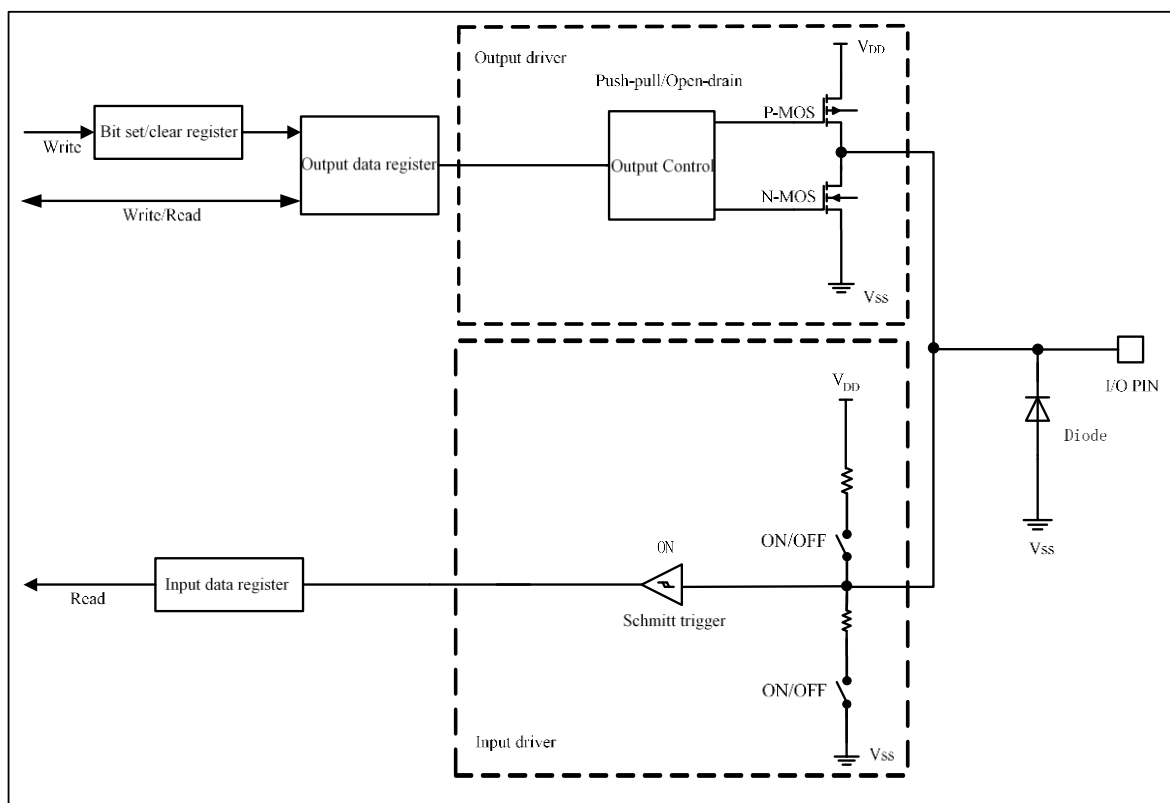 Output driver
VDD
Push-pull/Open-drain
P-MOS
Bit set/clear register
Write
Output data register
Output Control
N-MOS
Write/Read
Vss
VDD
I/O PIN
Diode
ON/OFF
ON
Vss
Input data register
Read
Schmitt trigger
ON/OFF
Input driver
Vss